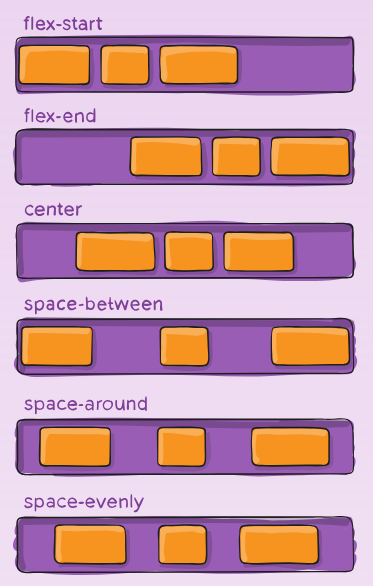 flex-start
flex-end
center
space-between
space-around
space-evenly